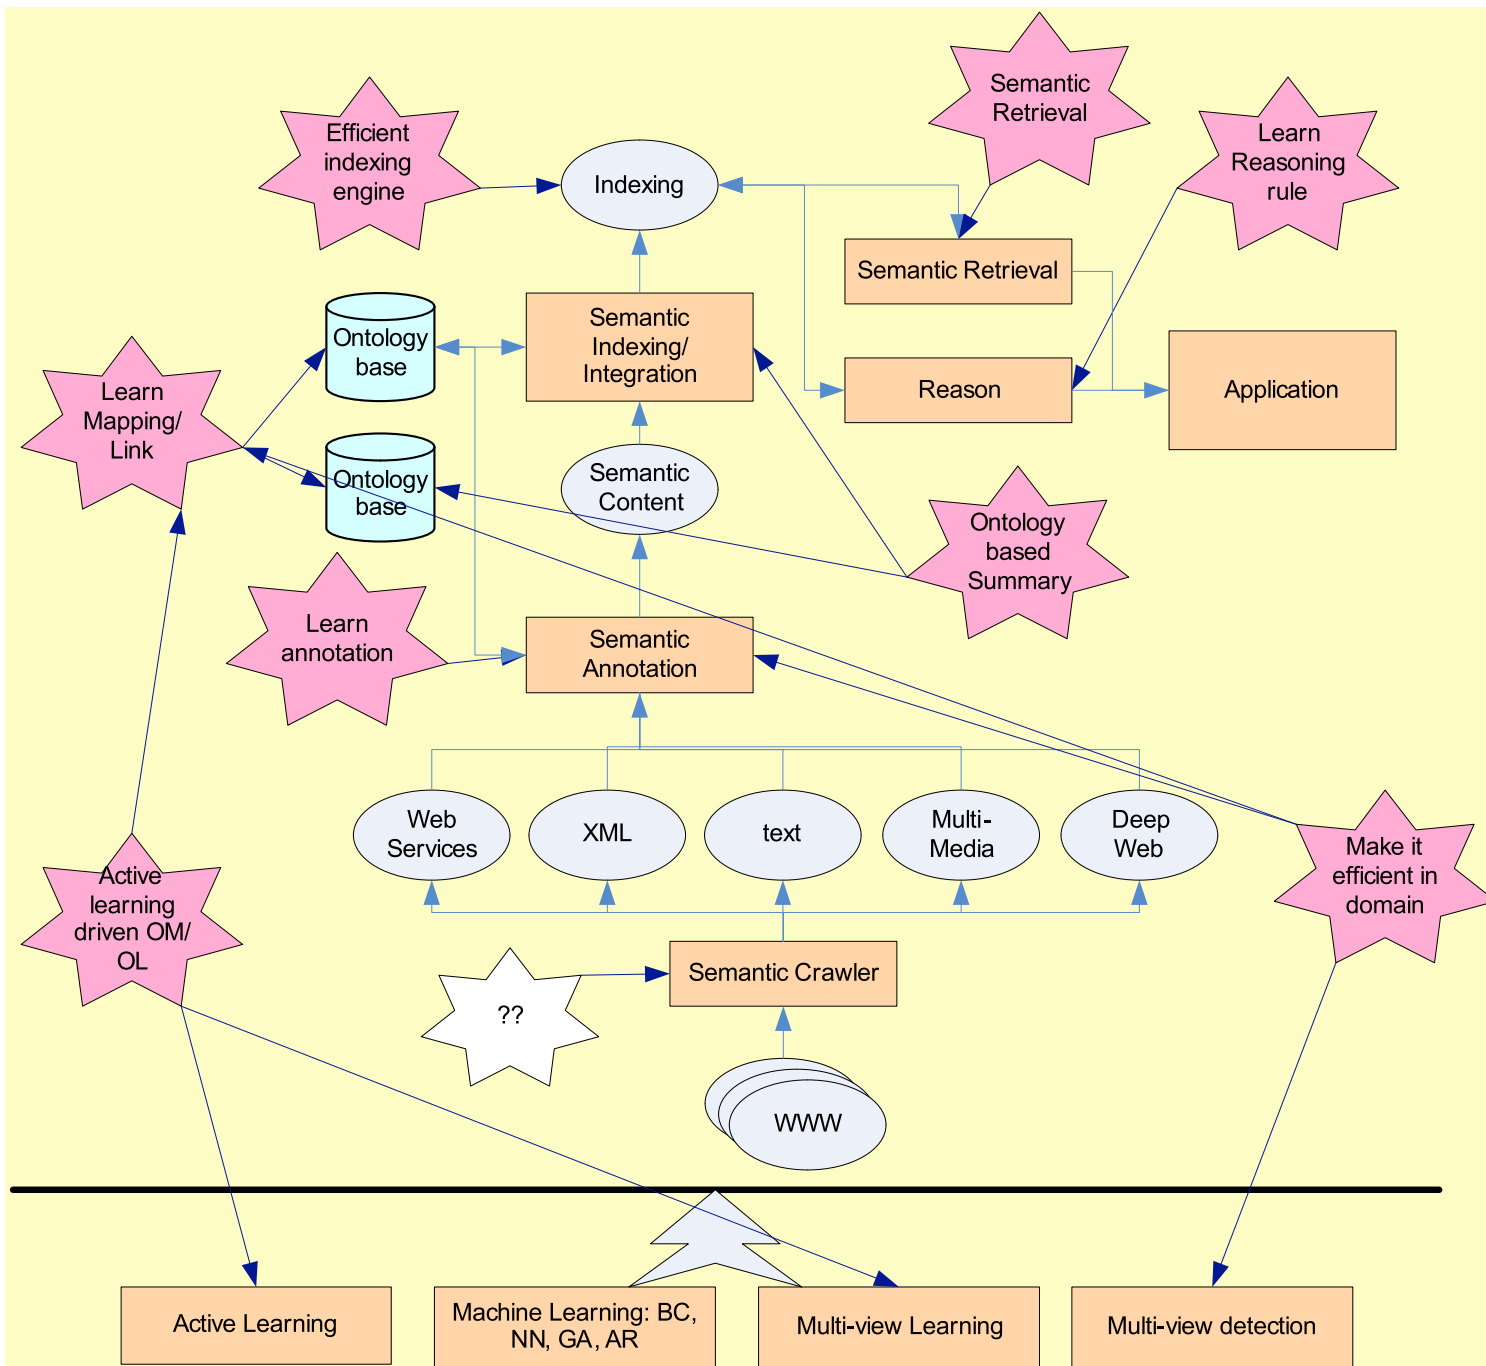 Semantic
Retrieval
Efficient
indexing
engine
Learn
Reasoning
rule
Indexing
Semantic Retrieval
Ontology
base
Semantic
Indexing/
Integration
Reason
Application
Learn
Mapping/
Link
Ontology
base
Semantic
Content
Ontology
based
Summary
Learn
annotation
Semantic
Annotation
Web
Services
XML
text
Multi-
Media
Deep
Web
Make it
efficient in
domain
Active
learning
driven OM/
OL
Semantic Crawler
??
WWW
Active Learning
Machine Learning: BC,
NN, GA, AR
Multi-view Learning
Multi-view detection